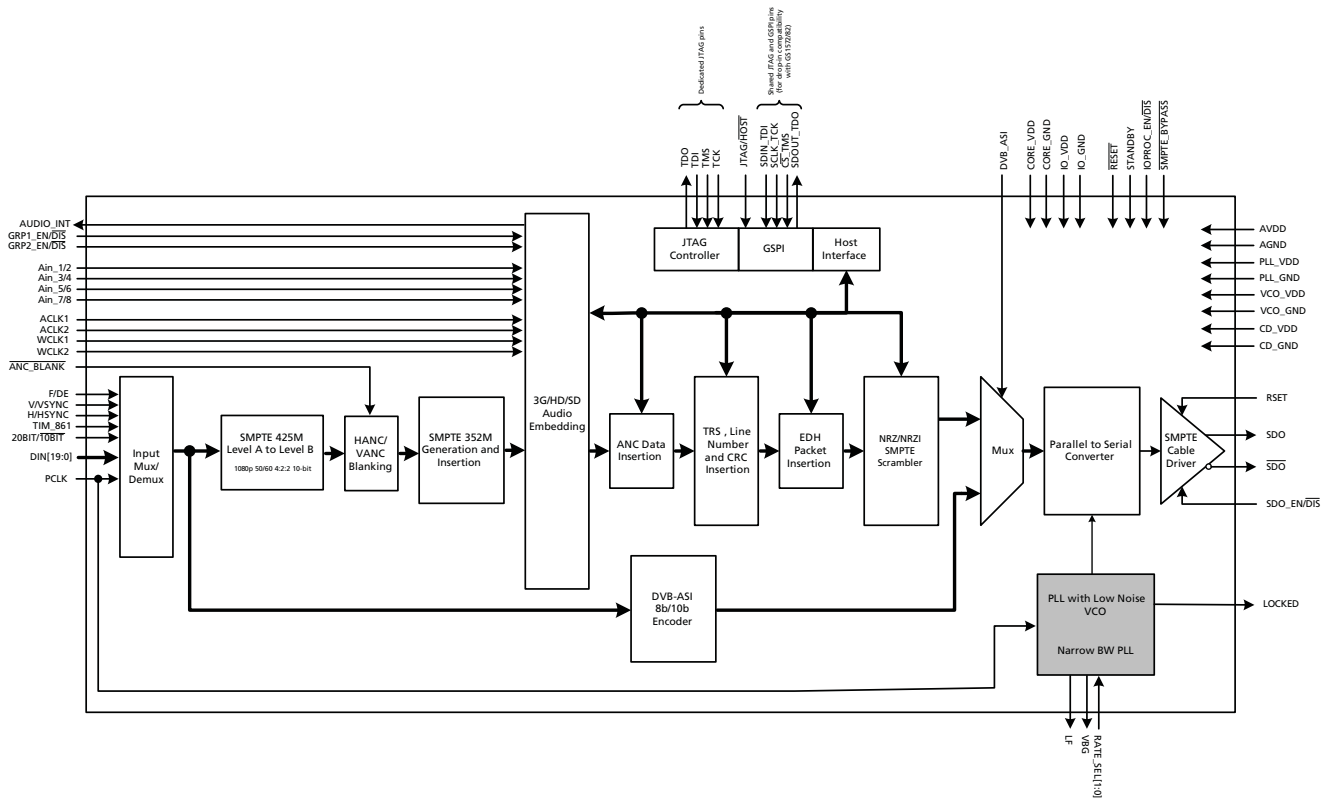 Dedicated JTAG pins
Shared JTAG and GSPI pins
(for drop-in compatibility
with GS1572/82)
TDO
TDI
TMS
TCK
JTAG/HOST
SDIN_TDI
SCLK_TCK
CS_TMS
SDOUT_TDO
DVB_ASI
CORE_VDD
CORE_GND
IO_VDD
IO_GND
RESET
STANDBY
IOPROC_EN/DIS
SMPTE_BYPASS
AUDIO_INT
GRP1_EN/DIS
GRP2_EN/DIS
Ain_1/2
Ain_3/4
Ain_5/6
Ain_7/8
ACLK1
ACLK2
WCLK1
WCLK2
ANC_BLANK
F/DE
V/VSYNC
H/HSYNC
TIM_861
20BIT/10BIT
DIN[19:0]
PCLK
JTAG
Controller
GSPI
Host
Interface
AVDD
AGND
PLL_VDD
PLL_GND
VCO_VDD
VCO_GND
CD_VDD
CD_GND
Input
Mux/
Demux
SMPTE 425M
Level A to Level B
1080p 50/60 4:2:2 10-bit
HANC/
VANC
Blanking
SMPTE 352M
Generation and
Insertion
3G/HD/SD
Audio
Embedding
ANC Data
Insertion
TRS , Line
Number
and CRC
Insertion
EDH
Packet
Insertion
NRZ/NRZI
SMPTE
Scrambler
Mux
Parallel to Serial
Converter
SMPTE
Cable
Driver
RSET
SDO
SDO
SDO_EN/DIS
DVB-ASI
8b/10b
Encoder
PLL with Low Noise
VCO
Narrow BW PLL
LOCKED
LF
VBG
RATE_SEL[1:0]